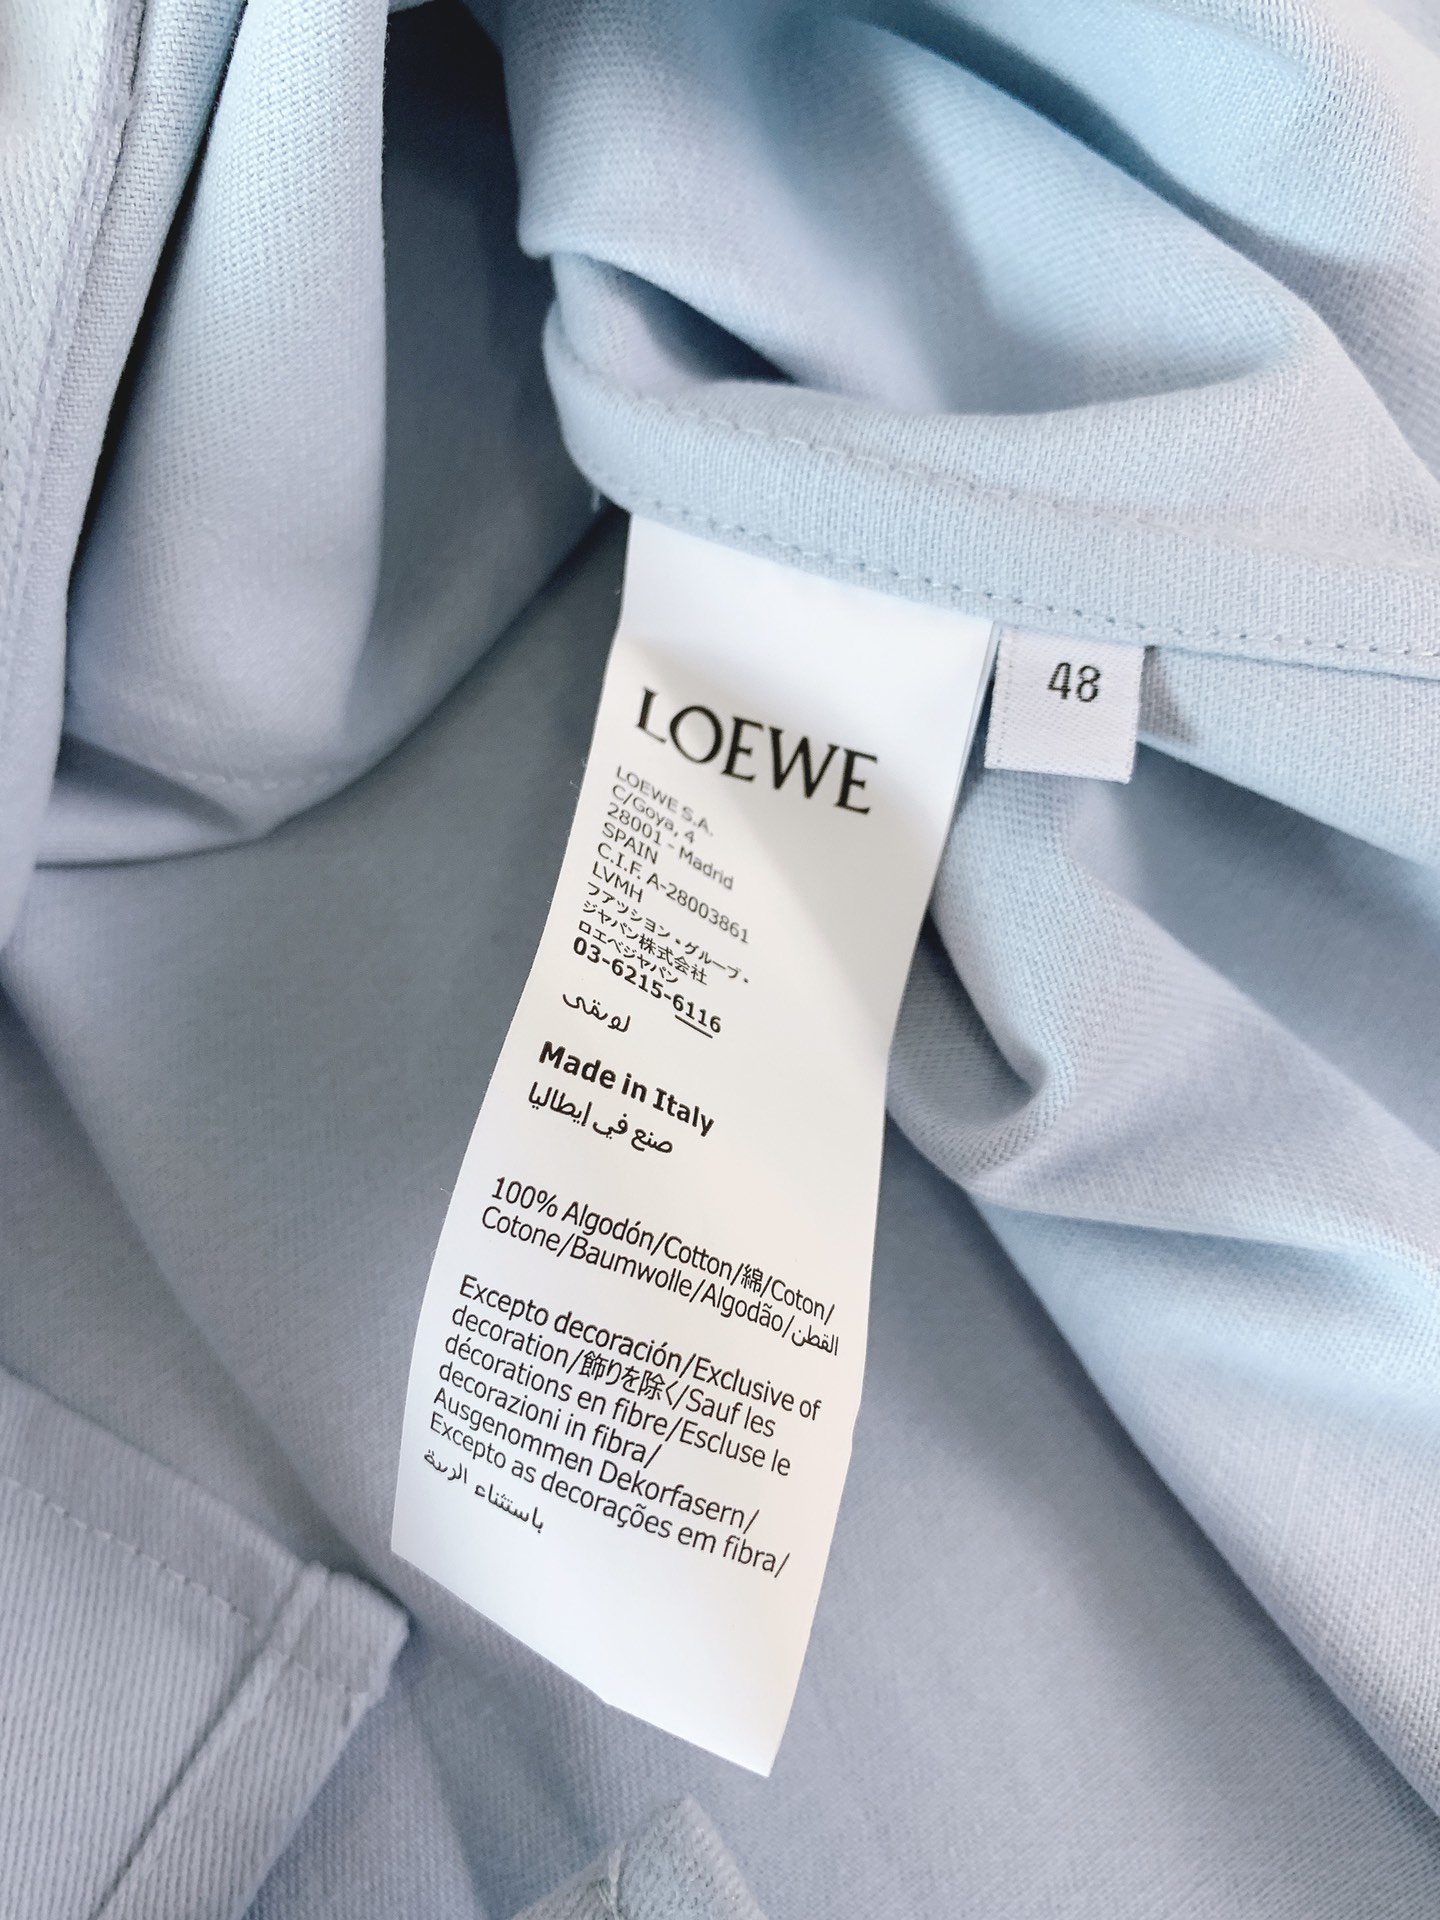 LOEWE
48
LOEWE S.A.
C/Goya, 4
28001 - Madrid
SPAIN
C.I.F. A-28003861
LVMH
ファッション・グループ・
ジャパン株式会社
ロエベジャパン
03-6215-6116
لويفى
Made in Italy
صنع في إيطاليا
100% Algodón/Cotton/綿/Coton/
Cotone/Baumwolle/Algodão/القطن
Excepto decoración/Exclusive of
decoration/飾りを除く/Sauf les
décorations en fibre/Escluse le
decorazioni in fibra/
Ausgenommen Dekorfasern/
Excepto as decorações em fibra/
باستثناء الزينة